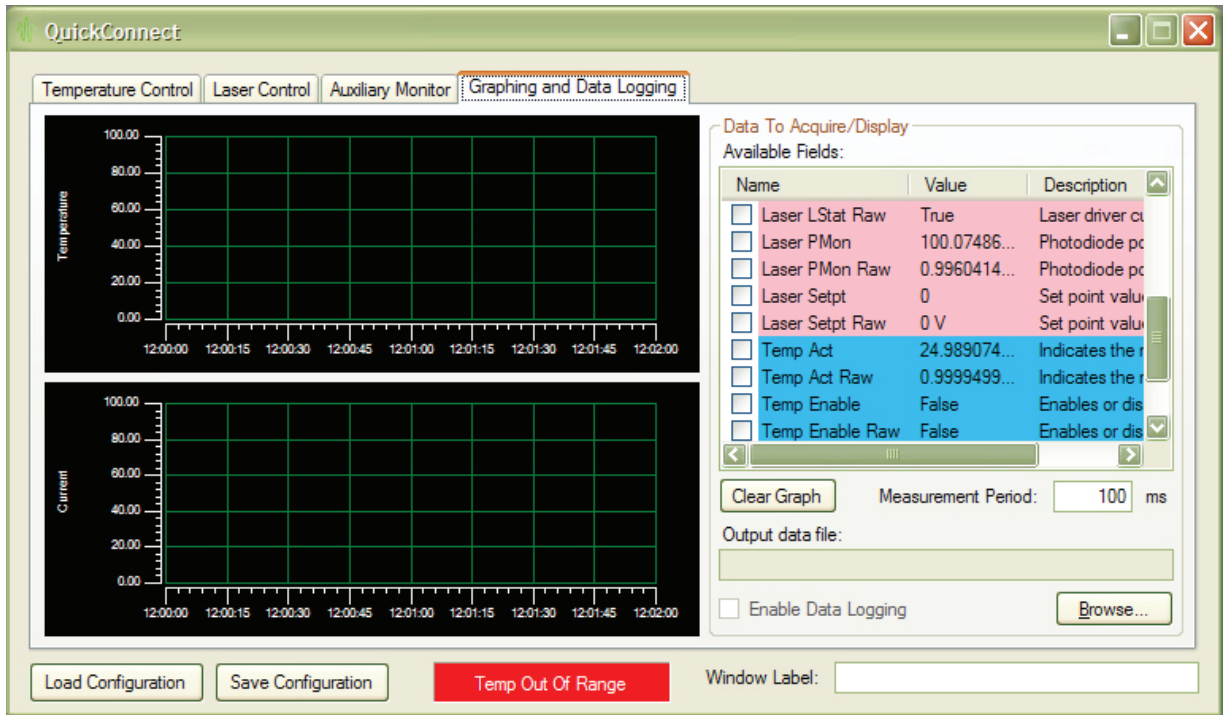 QuickConnect
Temperature Control
Laser Control
Auxiliary Monitor
Graphing and Data Logging
Temperature
100.00
80.00
60.00
40.00
20.00
0.00
12:00:00 12:00:15 12:00:30 12:00:45 12:01:00 12:01:15 12:01:30 12:01:45 12:02:00
Current
100.00
80.00
60.00
40.00
20.00
0.00
12:00:00 12:00:15 12:00:30 12:00:45 12:01:00 12:01:15 12:01:30 12:01:45 12:02:00
Data To Acquire/Display
Available Fields:
Name Value Description
Laser LStat Raw True Laser driver cu
Laser PMon 100.07486... Photodiode po
Laser PMon Raw 0.9960414... Photodiode po
Laser Setpt 0 Set point valu
Laser Setpt Raw 0 V Set point valu
Temp Act 24.989074... Indicates the r
Temp Act Raw 0.9999499... Indicates the r
Temp Enable False Enables or dis
Temp Enable Raw False Enables or dis
Clear Graph
Measurement Period: 100 ms
Output data file:
Enable Data Logging
Browse...
Load Configuration
Save Configuration
Temp Out Of Range
Window Label: